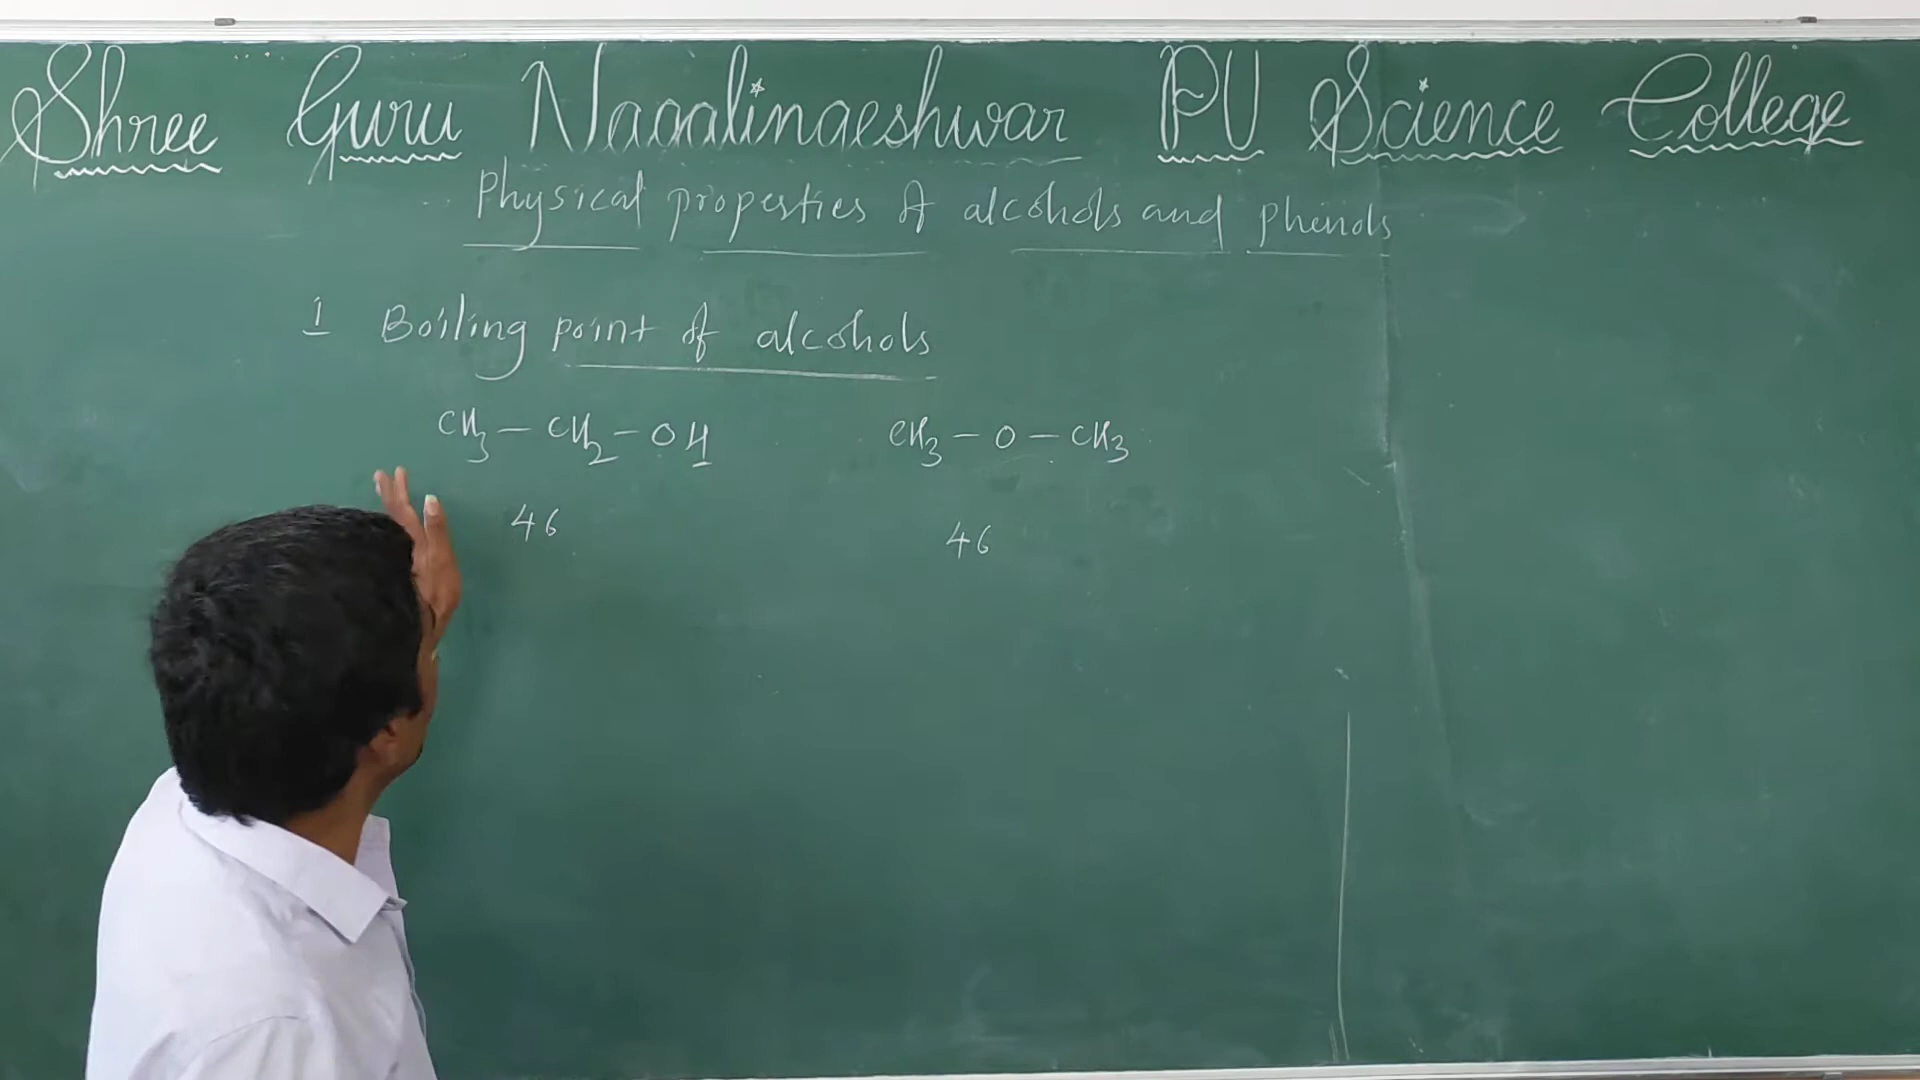 Shree Guru Nagalingeshwar PU Science College
Physical properties of alcohols and phenols
1 Boiling point of alcohols
CH3 - CH2 - OH CH3 - O - CH3
46 46